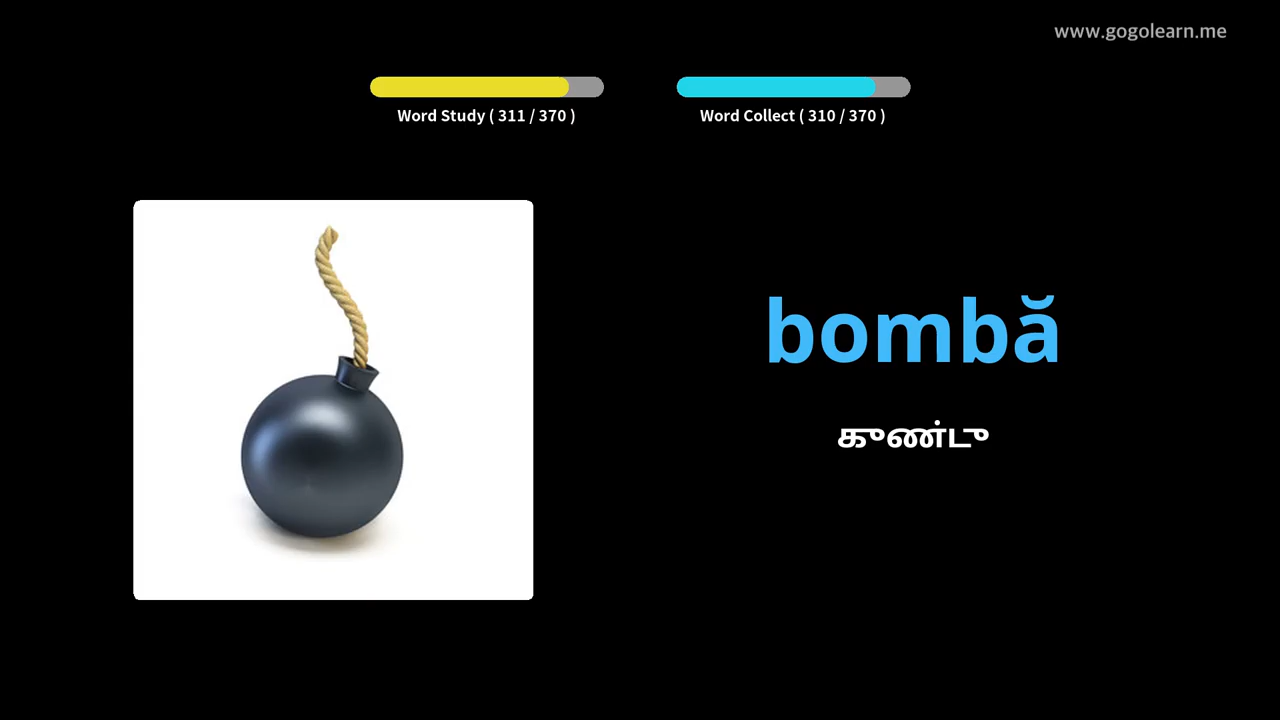 www.gogolearn.me
Word Study ( 311 / 370 )
Word Collect ( 310 / 370 )
bombă
குண்டு